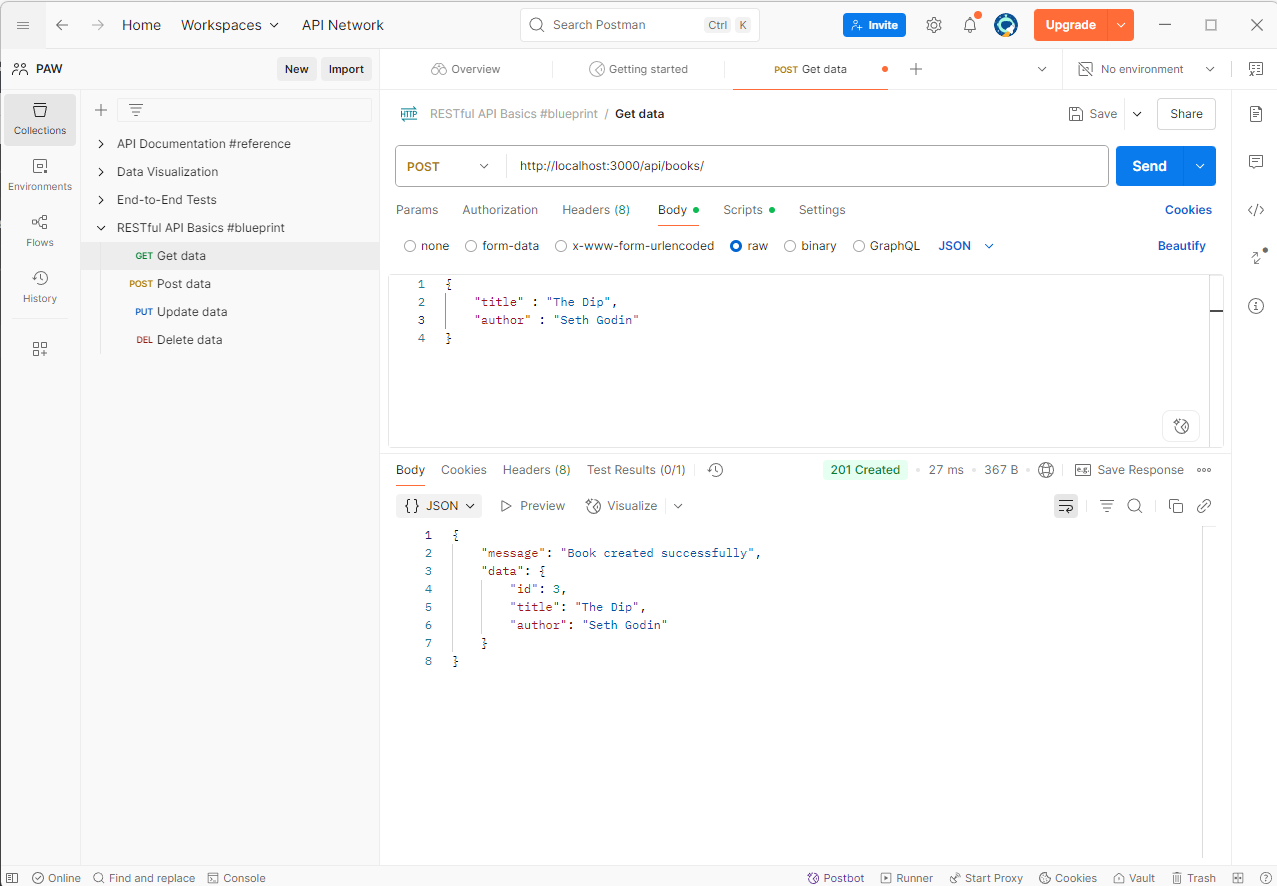 Home Workspaces API Network Search Postman Ctrl K Invite Upgrade
PAW New Import Overview Getting started POST Get data No environment
Collections
Environments
Flows
History
API Documentation #reference
Data Visualization
End-to-End Tests
RESTful API Basics #blueprint
GET Get data
POST Post data
PUT Update data
DEL Delete data
HTTP RESTful API Basics #blueprint / Get data Save Share
POST http://localhost:3000/api/books/ Send
Params Authorization Headers (8) Body Scripts Settings Cookies
none form-data x-www-form-urlencoded raw binary GraphQL JSON Beautify
1 {
2 "title" : "The Dip",
3 "author" : "Seth Godin"
4 }
Body Cookies Headers (8) Test Results (0/1) 201 Created 27 ms 367 B e.g. Save Response
{} JSON Preview Visualize
1 {
2 "message": "Book created successfully",
3 "data": {
4 "id": 3,
5 "title": "The Dip",
6 "author": "Seth Godin"
7 }
8 }
Online Find and replace Console Postbot Runner Start Proxy Cookies Vault Trash